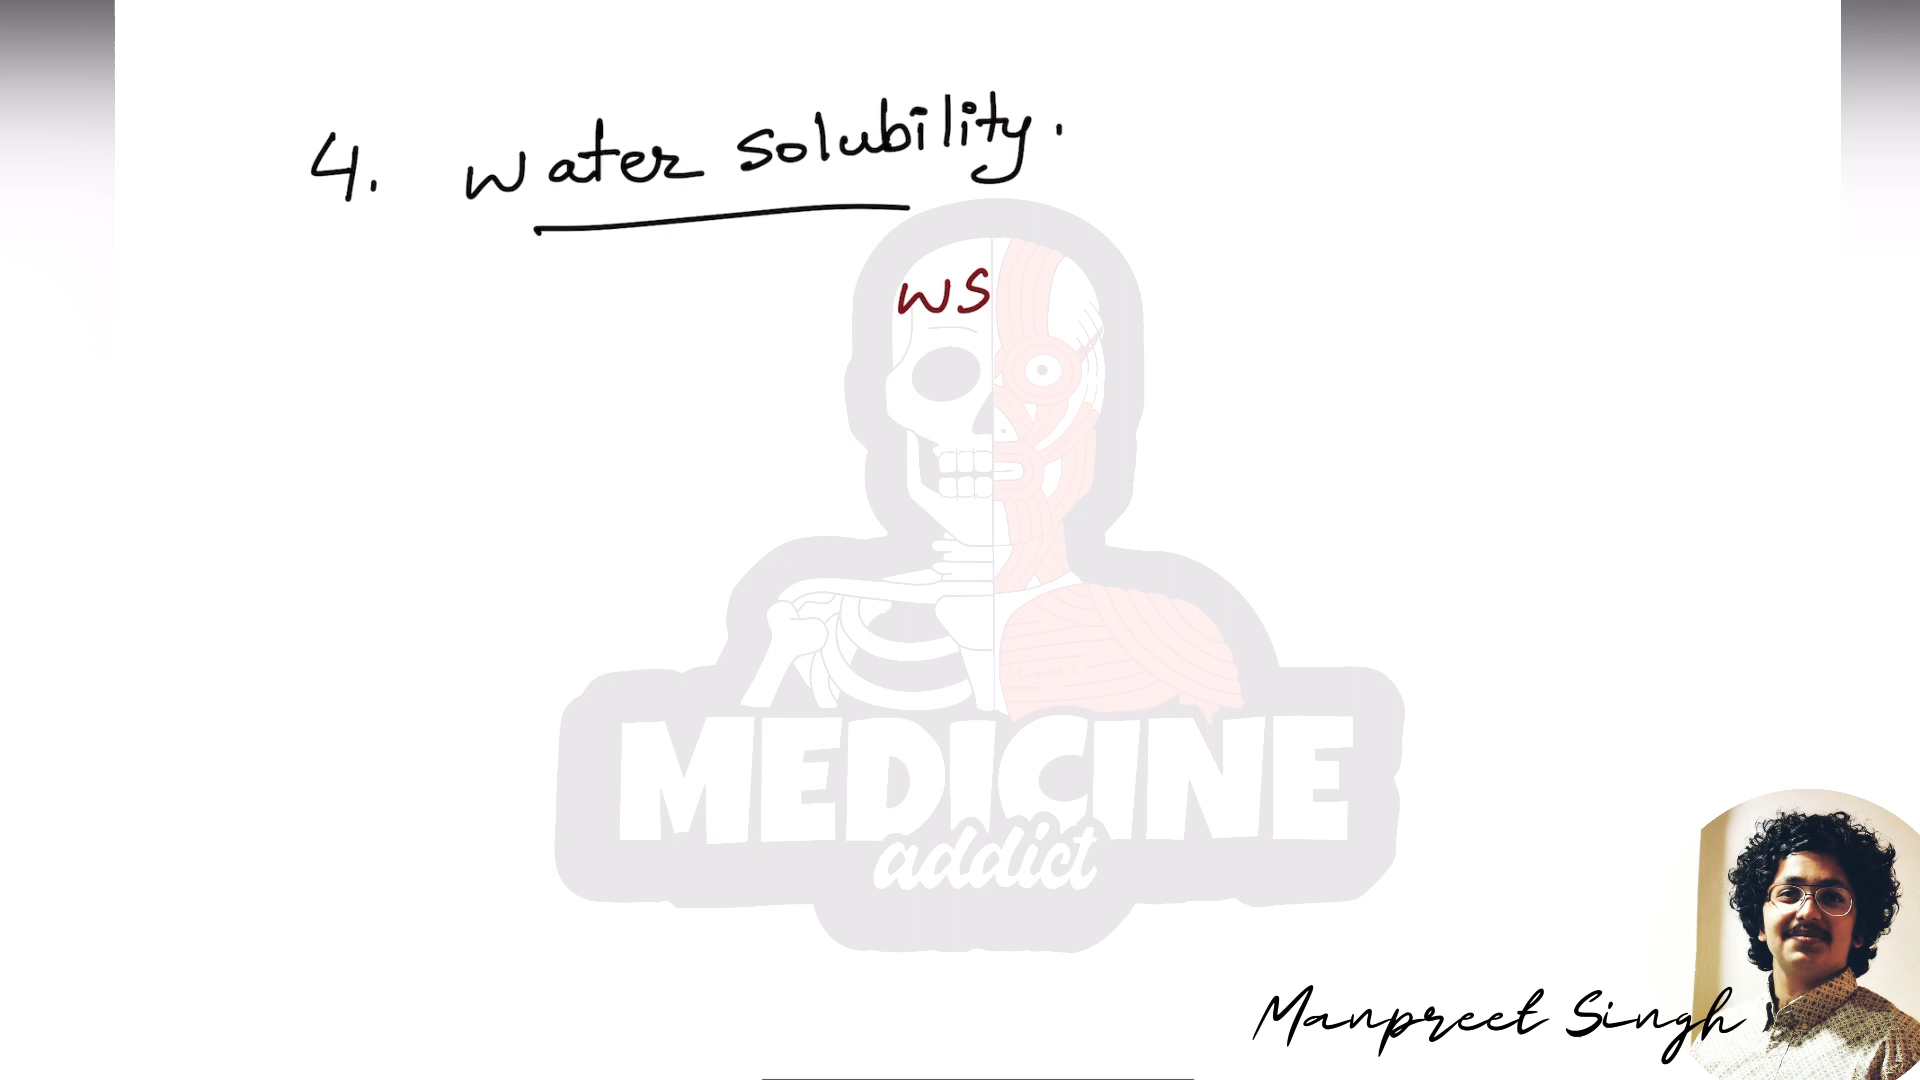 4. Water solubility.
WS
MEDICINE
addict
Manpreet Singh